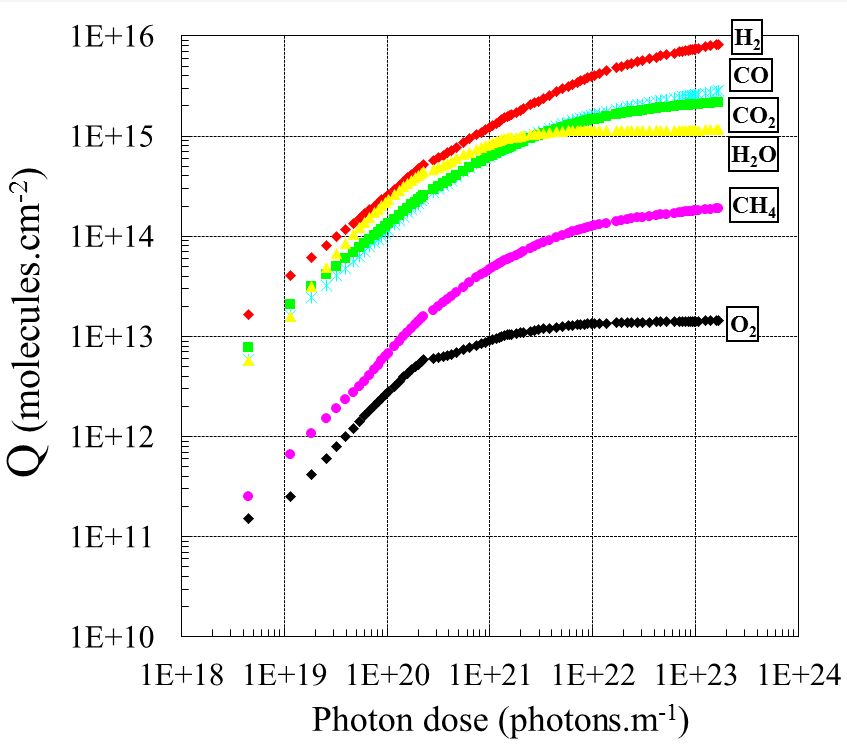 1E+16
1E+15
1E+14
1E+13
1E+12
1E+11
1E+10
Q (molecules.cm⁻²)
H₂
CO
CO₂
H₂O
CH₄
O₂
1E+18 1E+19 1E+20 1E+21 1E+22 1E+23 1E+24
Photon dose (photons.m⁻¹)